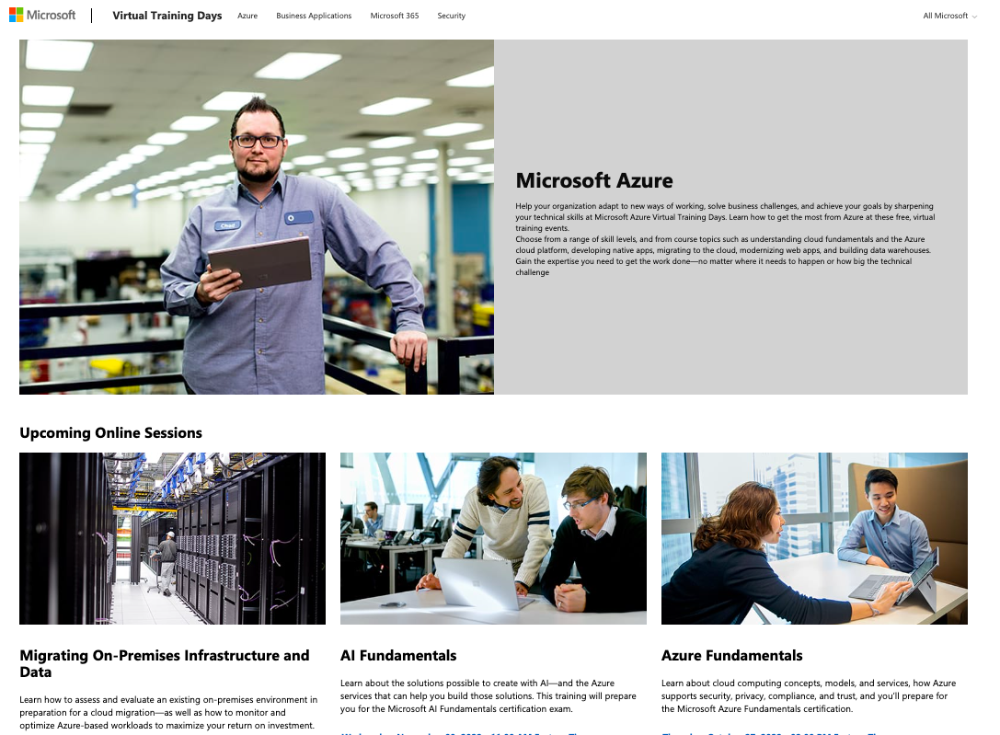 Microsoft
Virtual Training Days
Azure
Business Applications
Microsoft 365
Security
All Microsoft
Chad
Microsoft Azure
Help your organization adapt to new ways of working, solve business challenges, and achieve your goals by sharpening
your technical skills at Microsoft Azure Virtual Training Days. Learn how to get the most from Azure at these free, virtual
training events.
Choose from a range of skill levels, and from course topics such as understanding cloud fundamentals and the Azure
cloud platform, developing native apps, migrating to the cloud, modernizing web apps, and building data warehouses.
Gain the expertise you need to get the work done—no matter where it needs to happen or how big the technical
challenge
Upcoming Online Sessions
Migrating On-Premises Infrastructure and
Data
Learn how to assess and evaluate an existing on-premises environment in
preparation for a cloud migration—as well as how to monitor and
optimize Azure-based workloads to maximize your return on investment.
AI Fundamentals
Learn about the solutions possible to create with AI—and the Azure
services that can help you build those solutions. This training will prepare
you for the Microsoft AI Fundamentals certification exam.
Azure Fundamentals
Learn about cloud computing concepts, models, and services, how Azure
supports security, privacy, compliance, and trust, and you'll prepare for
the Microsoft Azure Fundamentals certification.